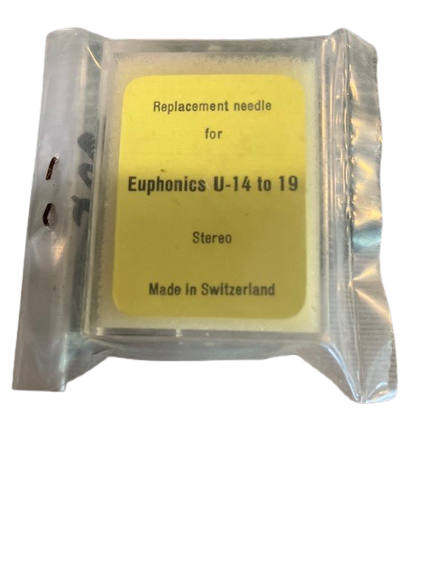 Replacement needle
for
Euphonics U-14 to 19
Stereo
Made in Switzerland